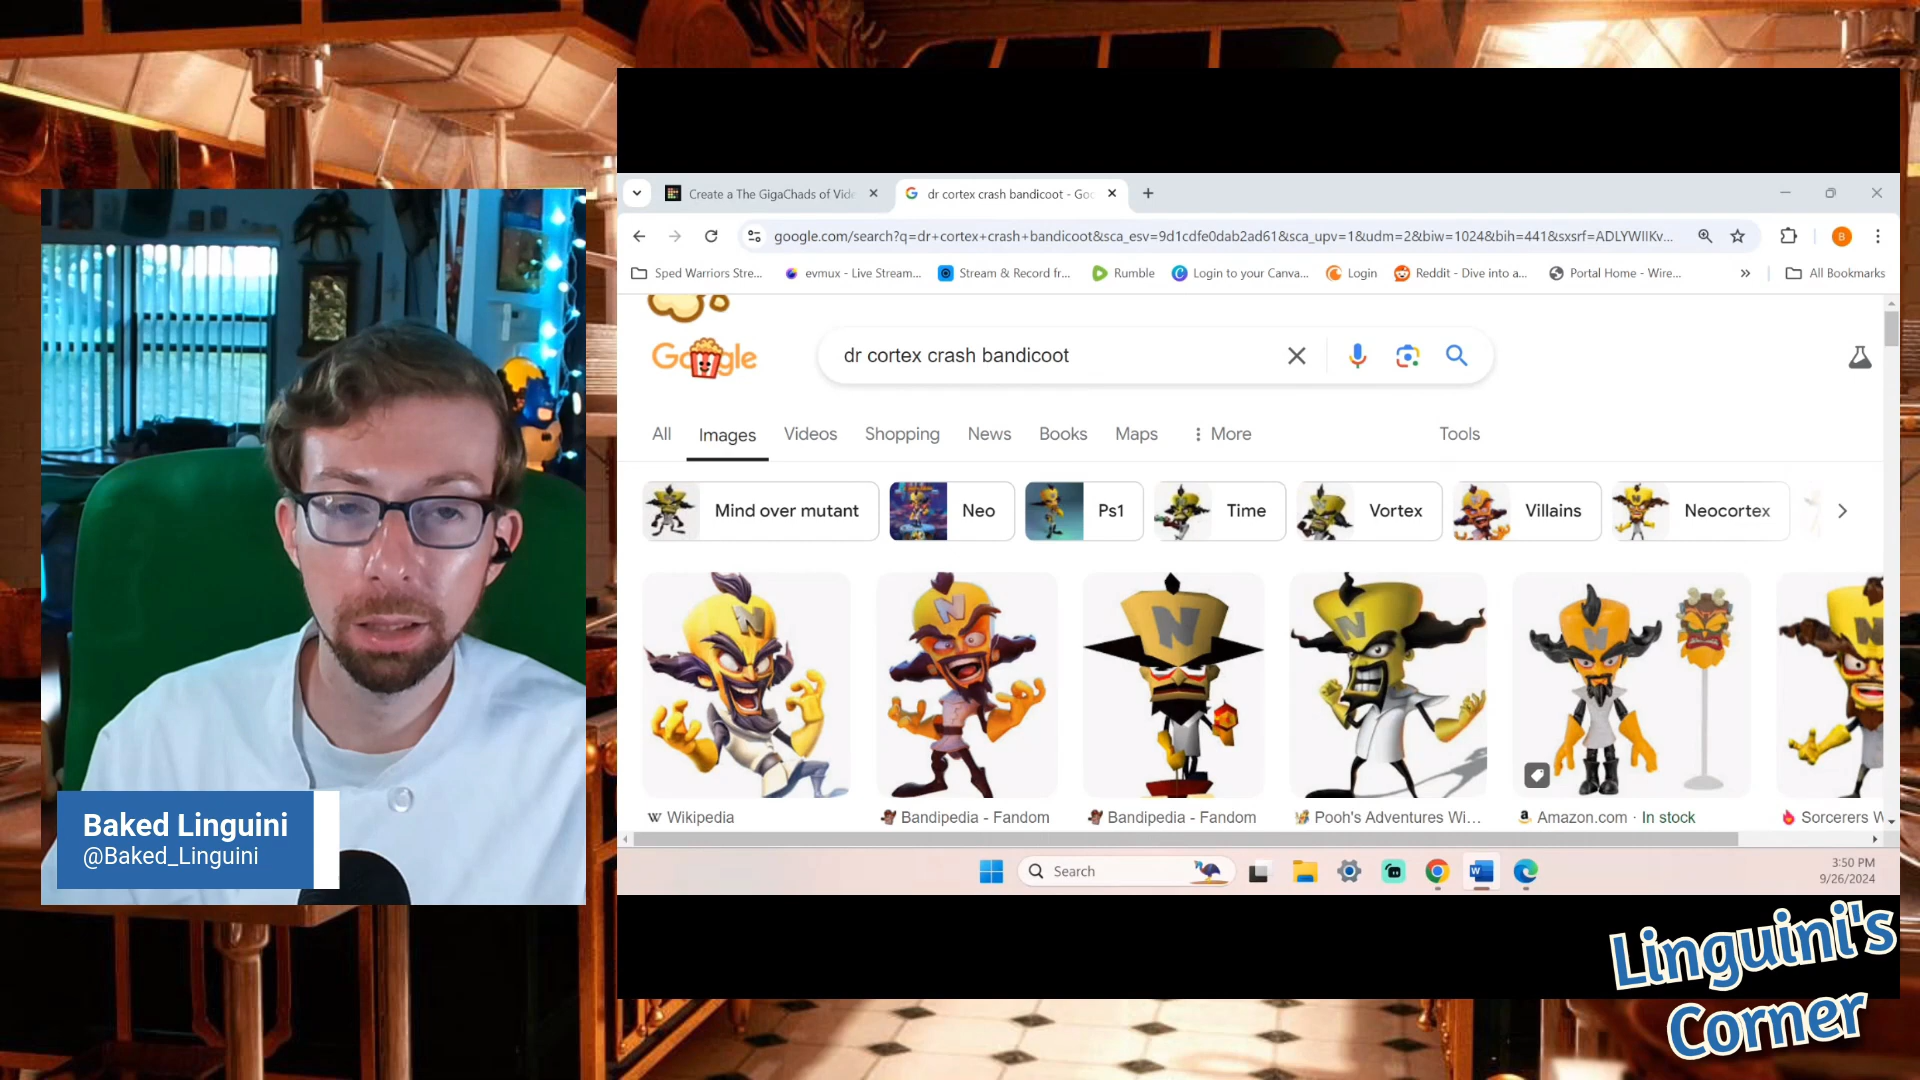 Create a The GigaChads of Vide
dr cortex crash bandicoot - Goo
google.com/search?q=dr+cortex+crash+bandicoot&sca_esv=9d1cdfe0dab2ad61&sca_upv=1&udm=2&biw=1024&bih=441&sxsrf=ADLYWIIKv...
B
Sped Warriors Stre...
evmux - Live Stream...
Stream & Record fr...
Rumble
Login to your Canva...
Login
Reddit - Dive into a...
Portal Home - Wire...
All Bookmarks
Google
dr cortex crash bandicoot
All
Images
Videos
Shopping
News
Books
Maps
More
Tools
Mind over mutant
Neo
Ps1
Time
Vortex
Villains
Neocortex
N
N
N
N
N
N
W Wikipedia
Bandipedia - Fandom
Bandipedia - Fandom
Pooh's Adventures Wi...
a Amazon.com · In stock
Sorcerers W
Search
W
3:50 PM
9/26/2024
Baked Linguini
@Baked_Linguini
Linguini's
Corner